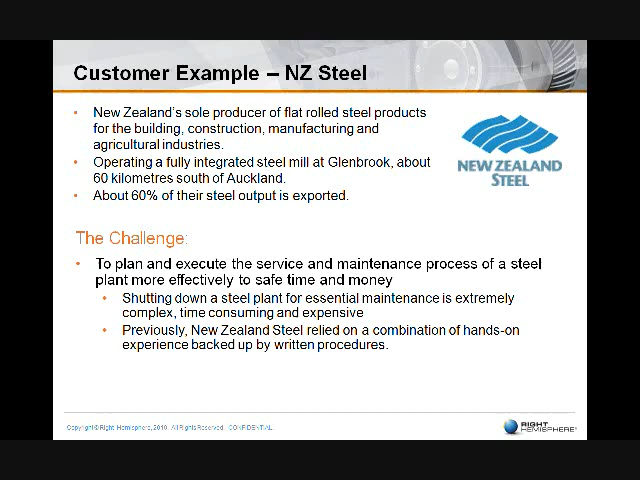 Customer Example – NZ Steel
• New Zealand's sole producer of flat rolled steel products
for the building, construction, manufacturing and
agricultural industries.
• Operating a fully integrated steel mill at Glenbrook, about
60 kilometres south of Auckland.
• About 60% of their steel output is exported.
NEW ZEALAND
STEEL
The Challenge:
• To plan and execute the service and maintenance process of a steel
plant more effectively to safe time and money
• Shutting down a steel plant for essential maintenance is extremely
complex, time consuming and expensive
• Previously, New Zealand Steel relied on a combination of hands-on
experience backed up by written procedures.
Copyright © Right Hemisphere, 2010. All Rights Reserved. CONFIDENTIAL
RIGHT
HEMISPHERE®